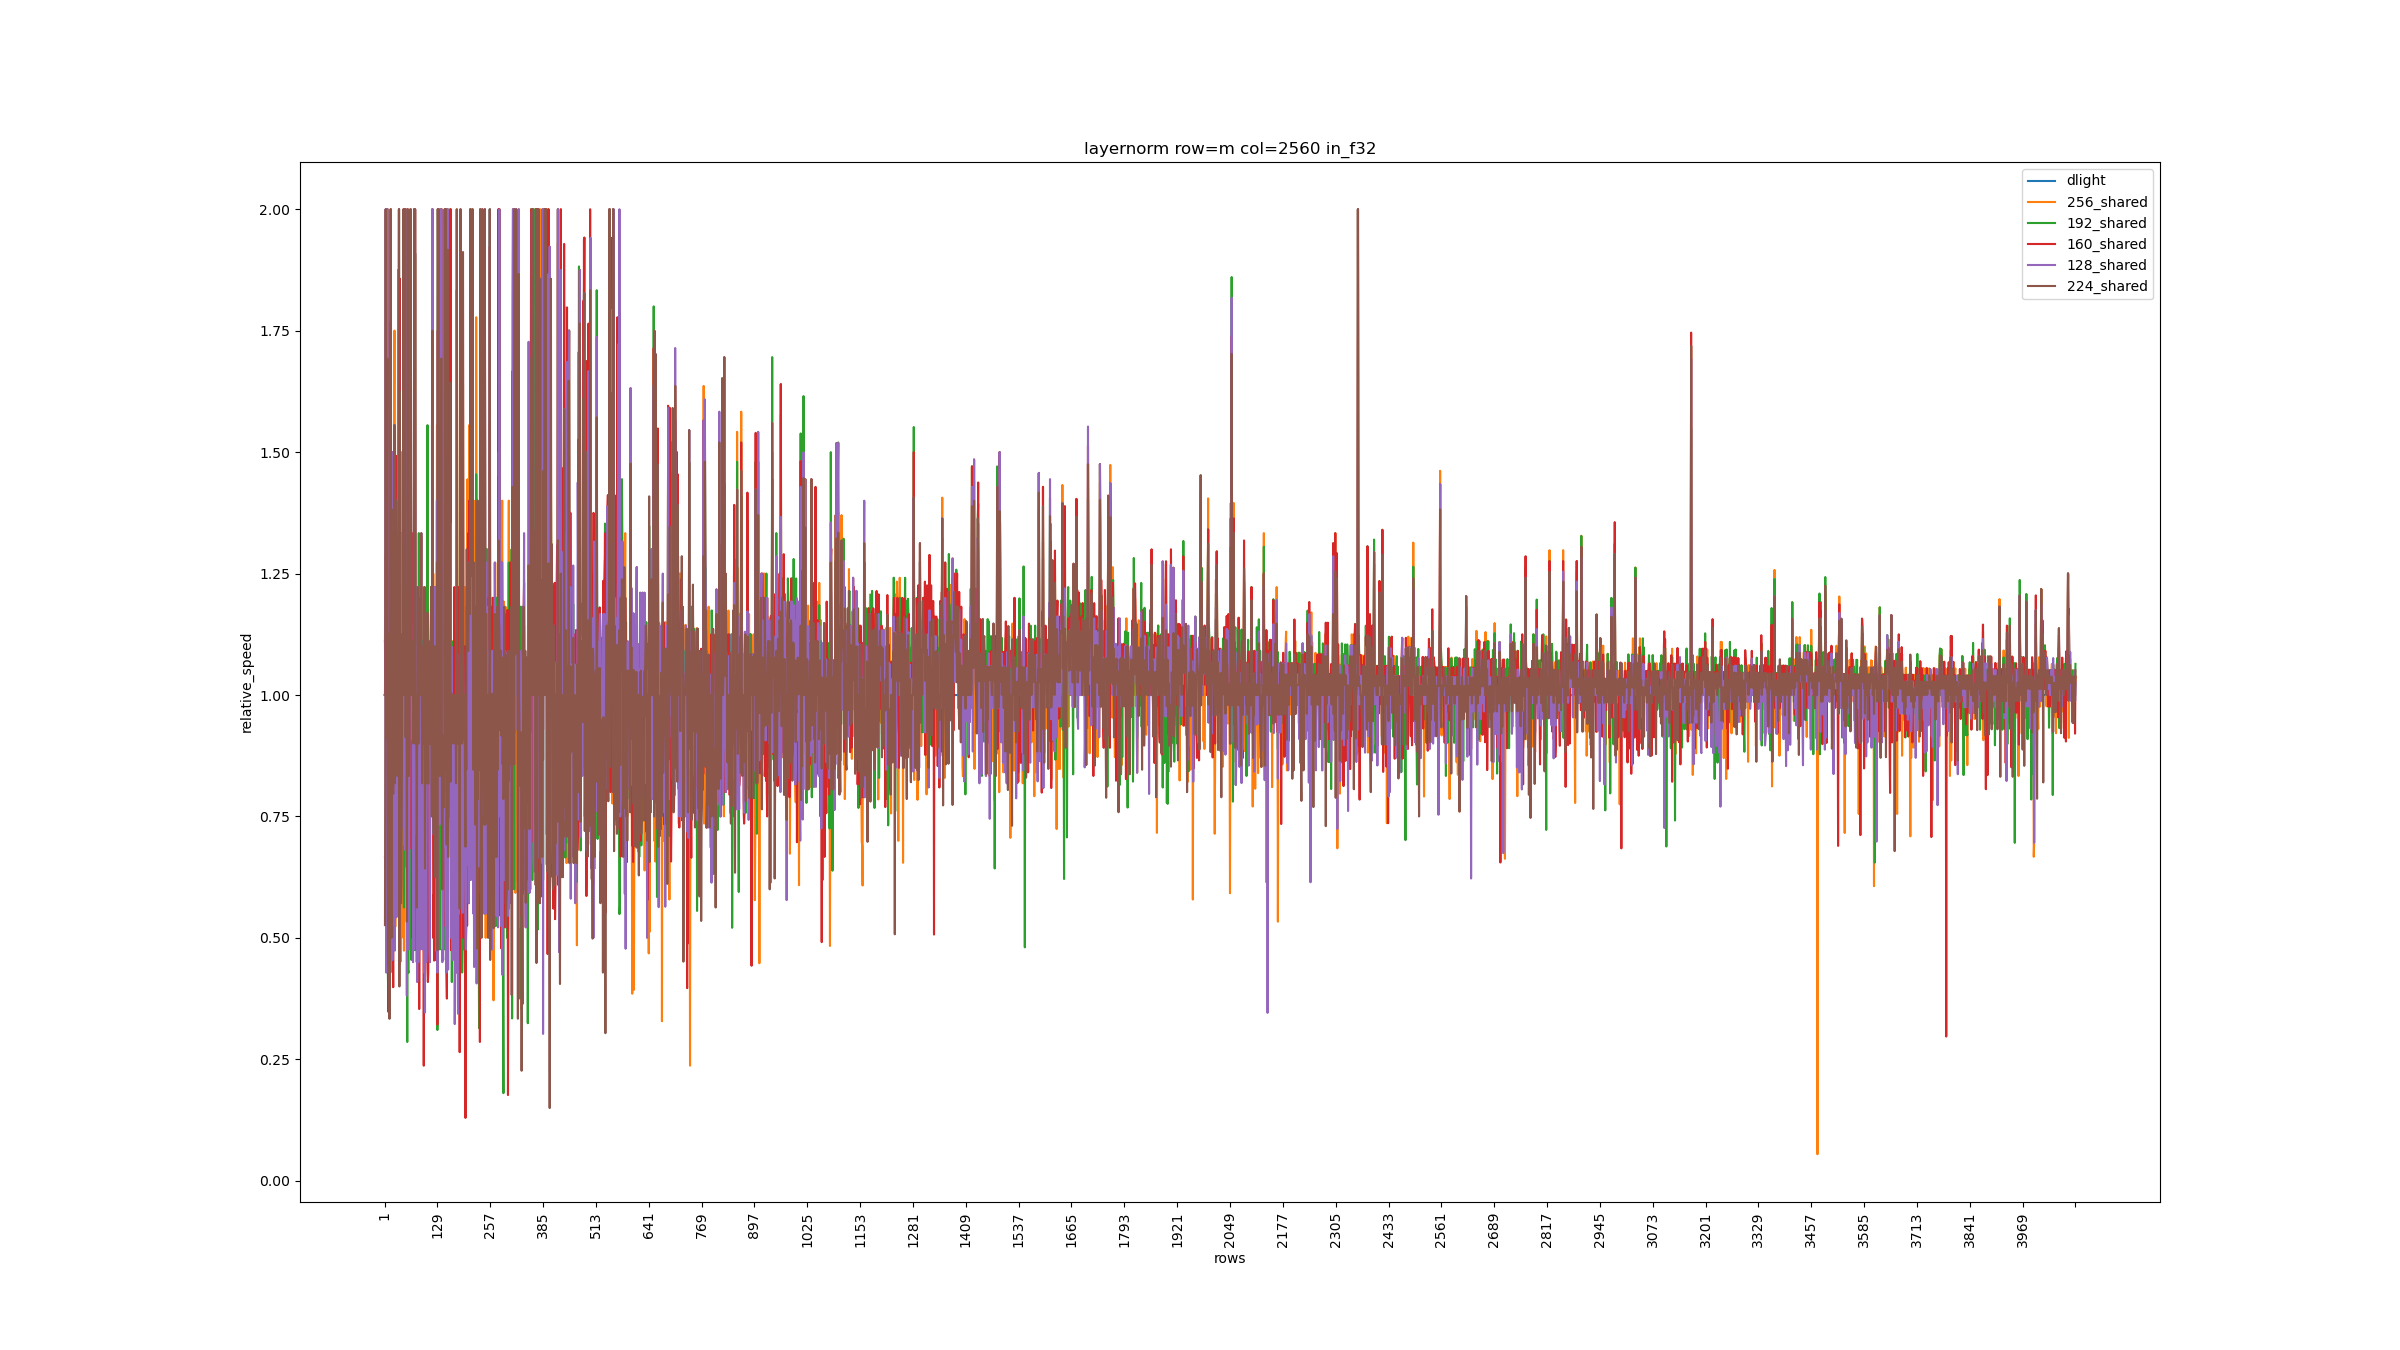 layernorm row=m col=2560 in_f32
dlight
256_shared
192_shared
160_shared
128_shared
224_shared
relative_speed
2.00
1.75
1.50
1.25
1.00
0.75
0.50
0.25
0.00
1 129 257 385 513 641 769 897 1025 1153 1281 1409 1537 1665 1793 1921 2049 2177 2305 2433 2561 2689 2817 2945 3073 3201 3329 3457 3585 3713 3841 3969
rows